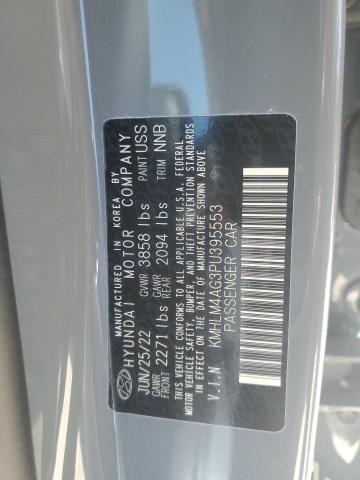 MANUFACTURED IN KOREA BY
HYUNDAI MOTOR COMPANY
JUN/25/22 GVWR 3858 lbs PAINT USS
GAWR FRONT 2271 lbs GAWR REAR 2094 lbs TRIM NNB
THIS VEHICLE CONFORMS TO ALL APPLICABLE U.S.A. FEDERAL
MOTOR VEHICLE SAFETY, BUMPER, AND THEFT PREVENTION
STANDARDS IN EFFECT ON THE DATE OF MANUFACTURE SHOWN ABOVE
V.I.N KMHLM4AG3PU395553
PASSENGER CAR